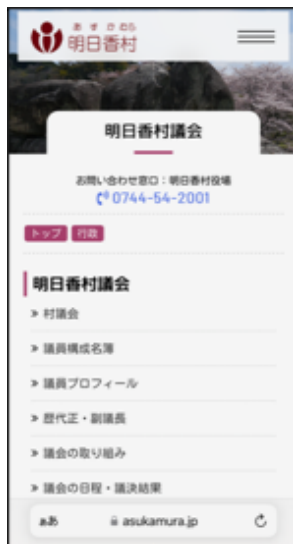 あすかむら
明日香村
明日香村議会
お問い合わせ窓口：明日香村役場
0744-54-2001
トップ 行政
明日香村議会
» 村議会
» 議員構成名簿
» 議員プロフィール
» 歴代正・副議長
» 議会の取り組み
» 議会の日程・議決結果
ぁあ asukamura.jp